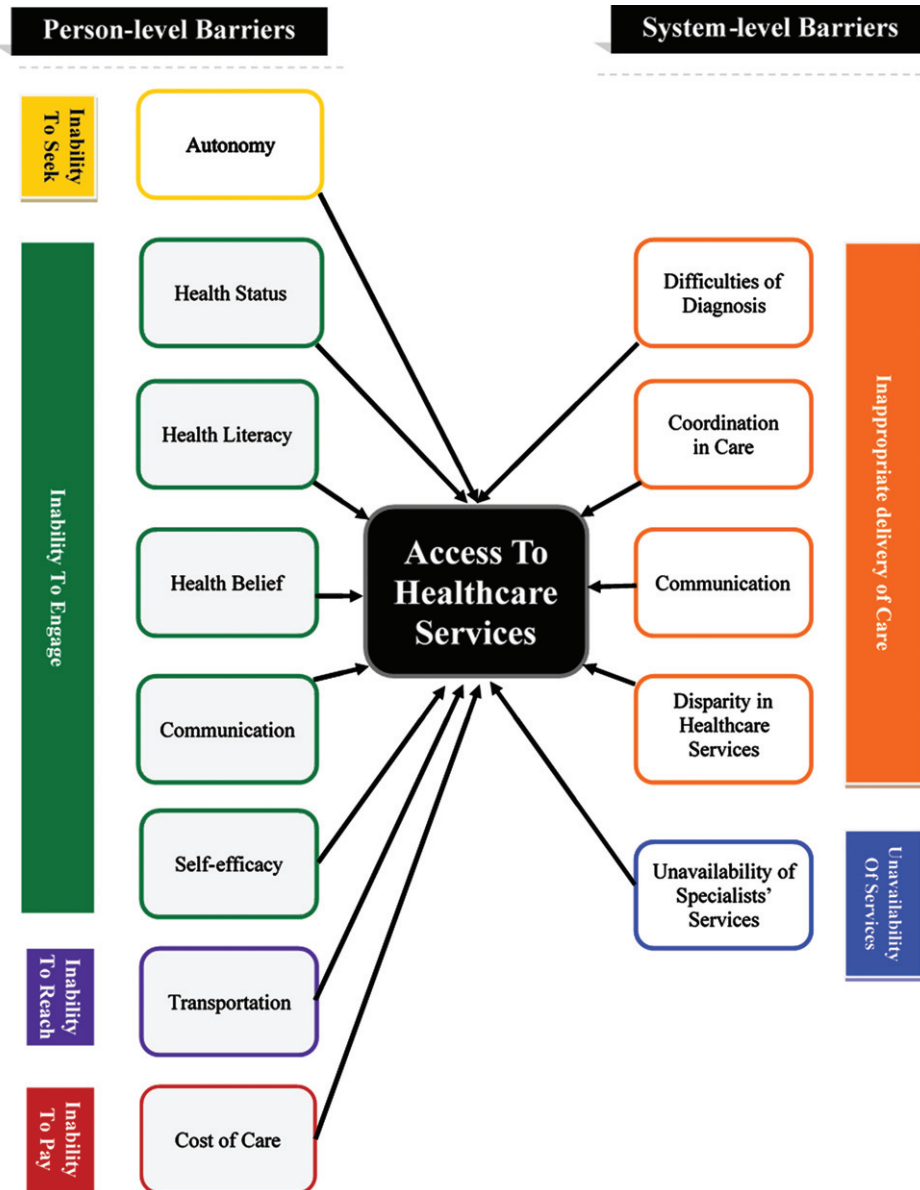 Person-level Barriers
System-level Barriers
Inability
To Seek
Autonomy
Inability To Engage
Health Status
Health Literacy
Health Belief
Communication
Self-efficacy
Inability
To Reach
Transportation
Inability
To Pay
Cost of Care
Access To
Healthcare
Services
Difficulties of
Diagnosis
Coordination
in Care
Communication
Disparity in
Healthcare
Services
Inappropriate delivery of Care
Unavailability of
Specialists’
Services
Unavailability
Of Services